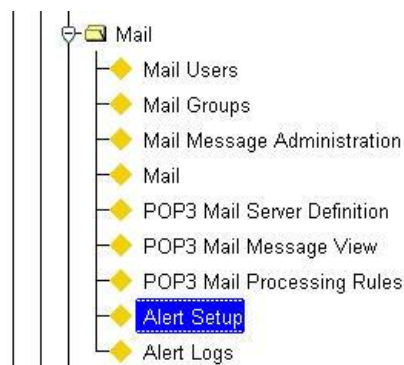 Mail
Mail Users
Mail Groups
Mail Message Administration
Mail
POP3 Mail Server Definition
POP3 Mail Message View
POP3 Mail Processing Rules
Alert Setup
Alert Logs